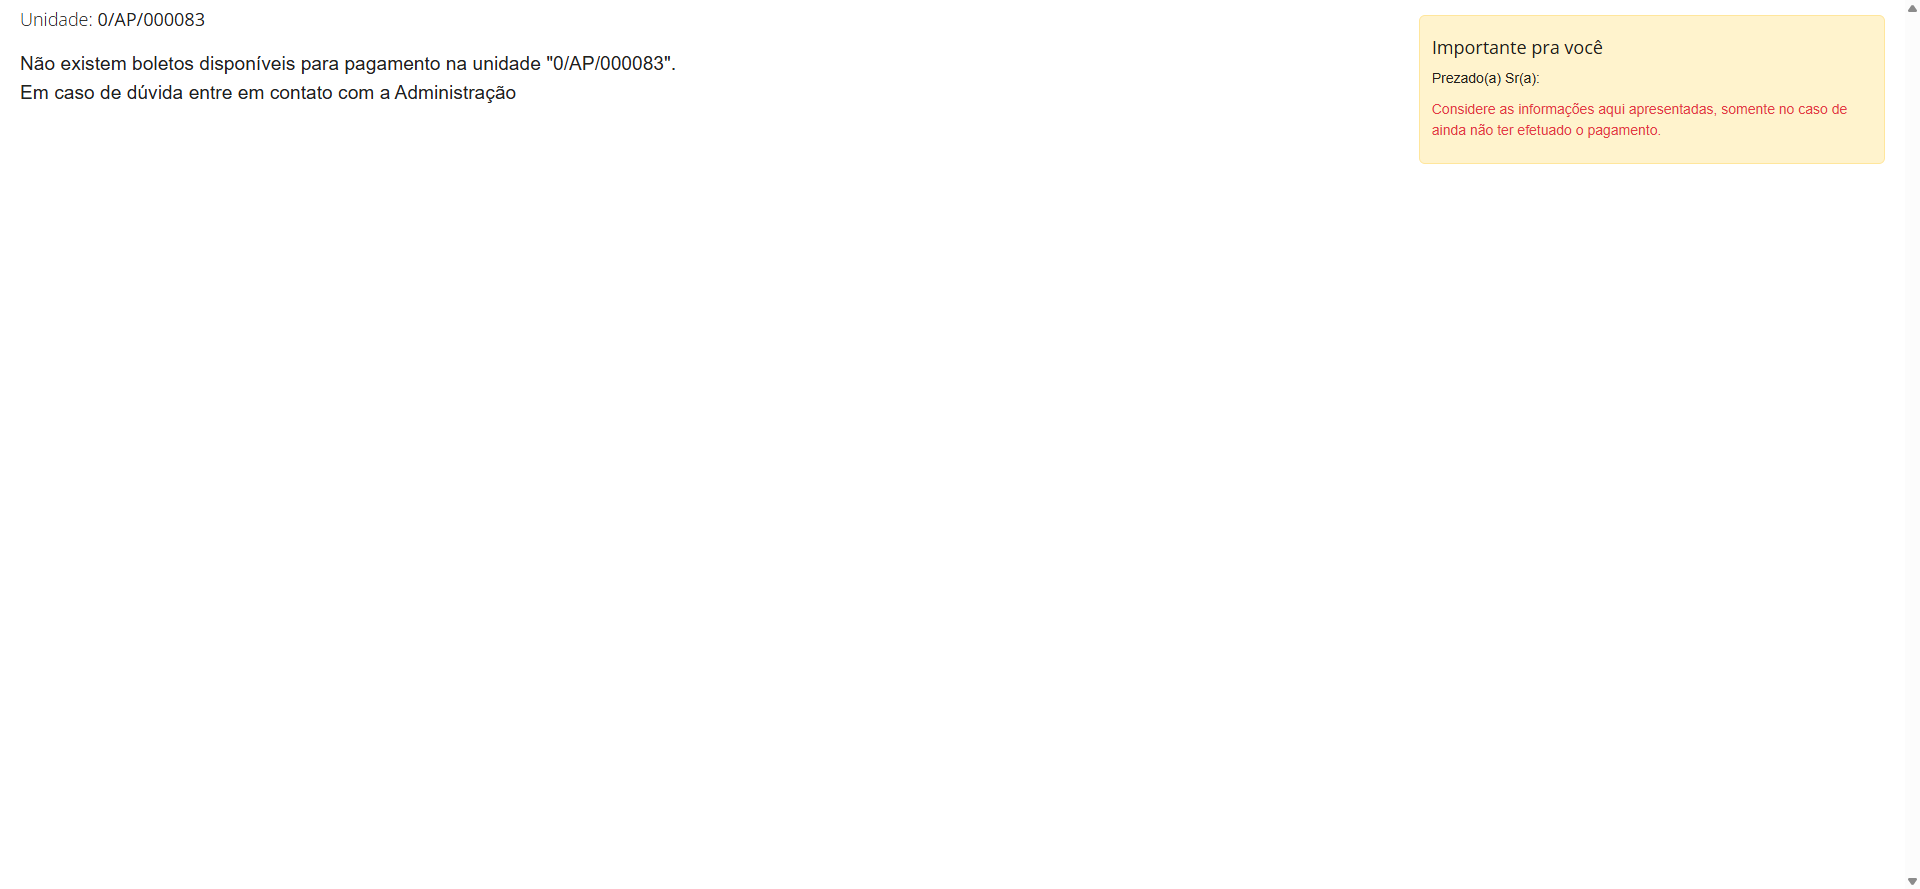 Unidade: 0/AP/000083
Não existem boletos disponíveis para pagamento na unidade "0/AP/000083".
Em caso de dúvida entre em contato com a Administração
Importante pra você
Prezado(a) Sr(a):
Considere as informações aqui apresentadas, somente no caso de
ainda não ter efetuado o pagamento.